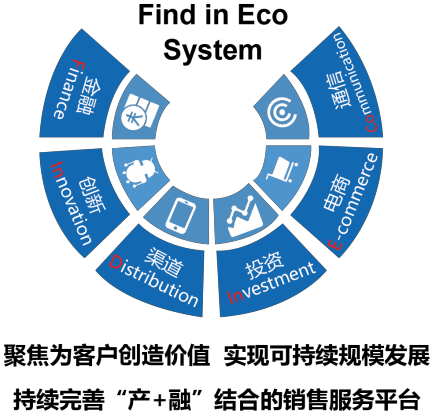 Find in Eco
System
金融
Finance
创新
Innovation
渠道
Distribution
投资
Investment
电商
E-commerce
通信
Communication
聚焦为客户创造价值 实现可持续规模发展
持续完善“产+融”结合的销售服务平台